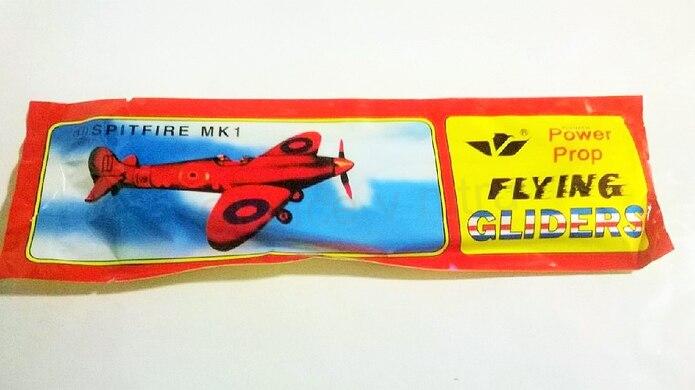 SPITFIRE MK1
®
Power
Prop
FLYING
GLIDERS